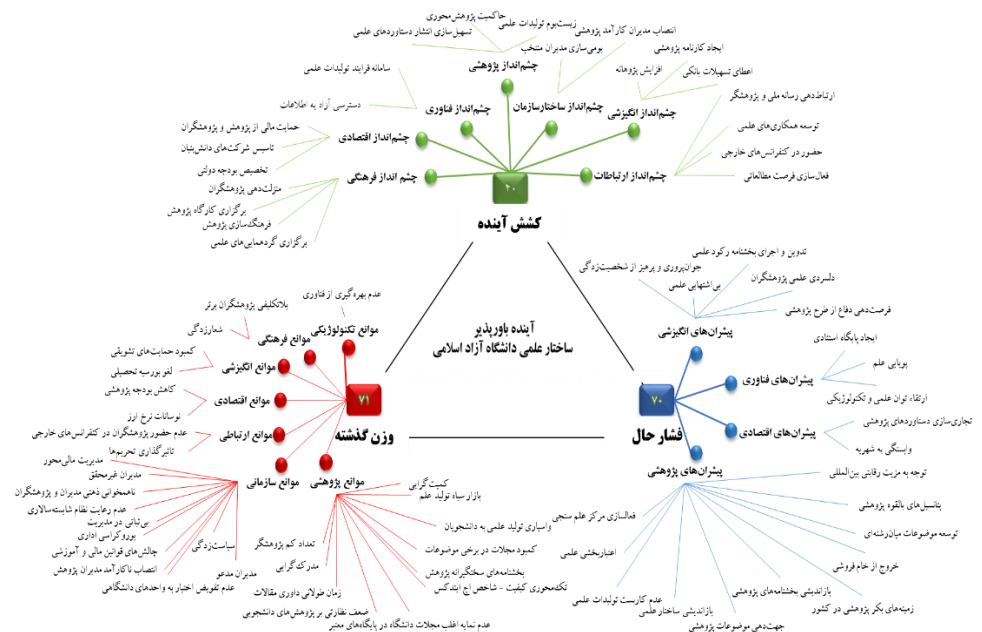 حاکمیت پژوهش‌محوری
زیست‌بوم تولیدات علمی
تسهیل‌سازی انتشار دستاوردهای علمی
چشم‌انداز پژوهشی
انتصاب مدیران کارآمد پژوهشی
بومی‌سازی مدیران منتخب
چشم‌انداز ساختارسازمان
ایجاد کارنامه پژوهشی
افزایش پژوهانه
اعطای تسهیلات بانکی
چشم‌انداز انگیزشی
ارتباط‌دهی رسانه ملی و پژوهشگر
توسعه همکاری‌های علمی
حضور در کنفرانس‌های خارجی
فعال‌سازی فرصت مطالعاتی
چشم‌انداز ارتباطات
سامانه فرایند تولیدات علمی
دسترسی آزاد به اطلاعات
چشم‌انداز فناوری
حمایت مالی از پژوهش و پژوهشگران
تاسیس شرکت‌های دانش‌بنیان
تخصیص بودجه دولتی
چشم‌انداز اقتصادی
منزلت‌دهی پژوهشگران
برگزاری کارگاه پژوهش
فرهنگ‌سازی پژوهش
برگزاری گردهمایی‌های علمی
چشم انداز فرهنگی
۲۰
کشش آینده
آینده باورپذیر
ساختار علمی دانشگاه آزاد اسلامی
تدوین و اجرای بخشنامه رکود علمی
جوان‌پروری و پرهیز از شخصیت‌زدگی
دلسردی علمی پژوهشگران
بی‌اشتهایی علمی
فرصت‌دهی دفاع از طرح پژوهشی
پیشران‌های انگیزشی
ایجاد پایگاه استنادی
پویایی علم
ارتقاء توان علمی و تکنولوژیکی
پیشران‌های فناوری
تجاری‌سازی دستاوردهای پژوهشی
وابستگی به شهریه
پیشران‌های اقتصادی
پیشران‌های پژوهشی
توجه به مزیت رقابتی بین‌المللی
پتانسیل‌های بالقوه پژوهشی
توسعه موضوعات میان‌رشته‌ای
خروج از خام فروشی
زمینه‌های بکر پژوهشی در کشور
بازاندیشی بخشنامه‌های پژوهشی
جهت‌دهی موضوعات پژوهشی
بازاندیشی ساختار علمی
عدم کاربست تولیدات علمی
اعتباربخشی علمی
فعالسازی مرکز علم سنجی
۷۰
فشار حال
عدم بهره‌گیری از فناوری
موانع تکنولوژیکی
بلاتکلیفی پژوهشگران برتر
شعارزدگی
موانع فرهنگی
کمبود حمایت‌های تشویقی
لغو بورسیه تحصیلی
موانع انگیزشی
کاهش بودجه پژوهشی
نوسانات نرخ ارز
موانع اقتصادی
عدم حضور پژوهشگران در کنفرانس‌های خارجی
تاثیرگذاری تحریم‌ها
موانع ارتباطی
موانع سازمانی
مدیریت مالی‌محور
مدیران غیرمحقق
ناهمخوانی ذهنی مدیران و پژوهشگران
عدم رعایت نظام شایسته‌سالاری
بی‌ثباتی در مدیریت
بوروکراسی اداری
چالش‌های قوانین مالی و آموزشی
انتصاب ناکارآمد مدیران پژوهش
عدم تفویض اختیار به واحدهای دانشگاهی
مدیران مدعو
سیاست‌زدگی
موانع پژوهشی
کمیت‌گرایی
بازار سیاه تولید علم
واسپاری تولید علمی به دانشجویان
کمبود مجلات در برخی موضوعات
بخشنامه‌های سختگیرانه پژوهش
تک‌محوری کیفیت - شاخص اچ ایندکس
عدم نمایه اغلب مجلات دانشگاه در پایگاه‌های معتبر
ضعف نظارتی بر پژوهش‌های دانشجویی
زمان طولانی داوری مقالات
مدرک‌گرایی
تعداد کم پژوهشگر
۷۱
وزن گذشته